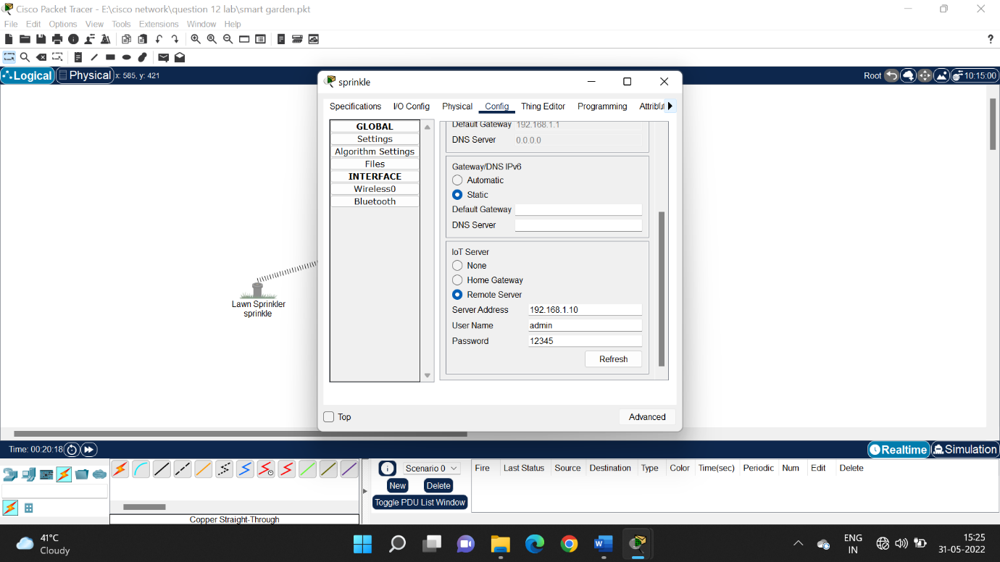 Cisco Packet Tracer - E:\cisco network\question 12 lab\smart garden.pkt
File Edit Options View Tools Extensions Window Help
?
Logical Physical x: 585, y: 421
Root 10:15:00
sprinkle
Specifications I/O Config Physical Config Thing Editor Programming Attribut
GLOBAL
Settings
Algorithm Settings
Files
INTERFACE
Wireless0
Bluetooth
Default Gateway 192.168.1.1
DNS Server 0.0.0.0
Gateway/DNS IPv6
Automatic
Static
Default Gateway
DNS Server
IoT Server
None
Home Gateway
Remote Server
Server Address 192.168.1.10
User Name admin
Password 12345
Refresh
Top
Advanced
Lawn Sprinkler
sprinkle
Time: 00:20:18
Realtime Simulation
Scenario 0
New Delete
Toggle PDU List Window
Fire Last Status Source Destination Type Color Time(sec) Periodic Num Edit Delete
Copper Straight-Through
41°C
Cloudy
ENG
IN
15:25
31-05-2022